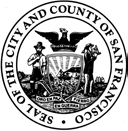 SEAL OF THE CITY AND COUNTY OF SAN FRANCISCO